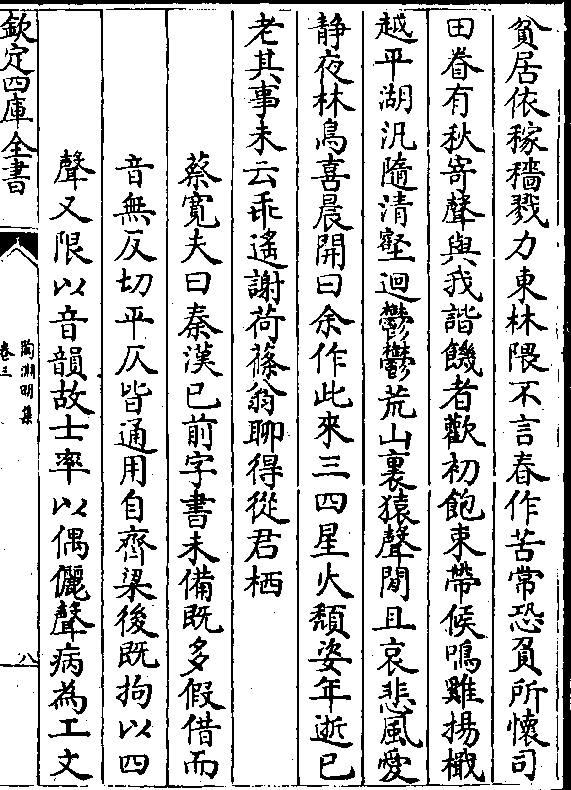 貧居依稼穡戮力東林隈不言春作苦常恐負所懷司
田眷有秋寄聲與我諧饑者歡初飽束帶候鳴雞揚檝
越平湖汎隨清壑迴鬱鬱荒山裏猿聲閒且哀悲風愛
静夜林鳥喜晨開曰余作此來三四星火頽姿年逝已
老其事未云乖遙謝荷蓧翁聊得從君栖
蔡寛夫曰秦漢已前字書未備既多假借而
音無反切平仄皆通用自齊梁後既拘以四
聲又限以音韻故士率以偶儷聲病為工文
欽定四庫全書
陶淵明集
卷三
八